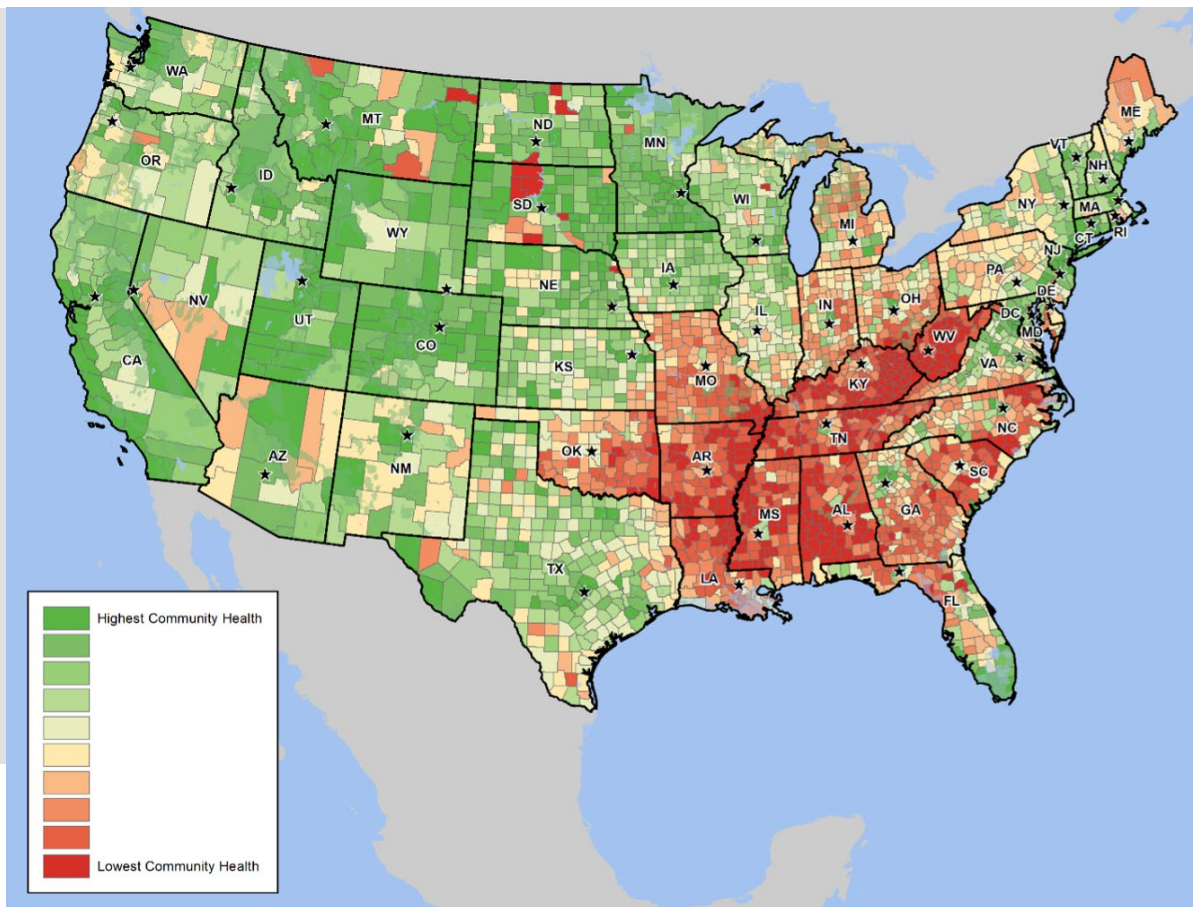 WA
MT
ND
MN
ME
VT
NH
OR
ID
SD
WI
NY
MA
MI
CT
RI
WY
IA
NJ
PA
NE
NV
UT
IL
IN
OH
DE
DC
MD
WV
VA
CO
CA
KS
MO
KY
NC
TN
OK
AR
AZ
NM
SC
MS
AL
GA
TX
LA
FL
Highest Community Health
Lowest Community Health